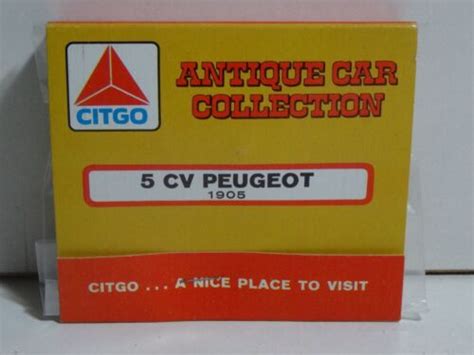 ANTIQUE CAR
COLLECTION
CITGO
5 CV PEUGEOT
1905
CITGO . . . A NICE PLACE TO VISIT